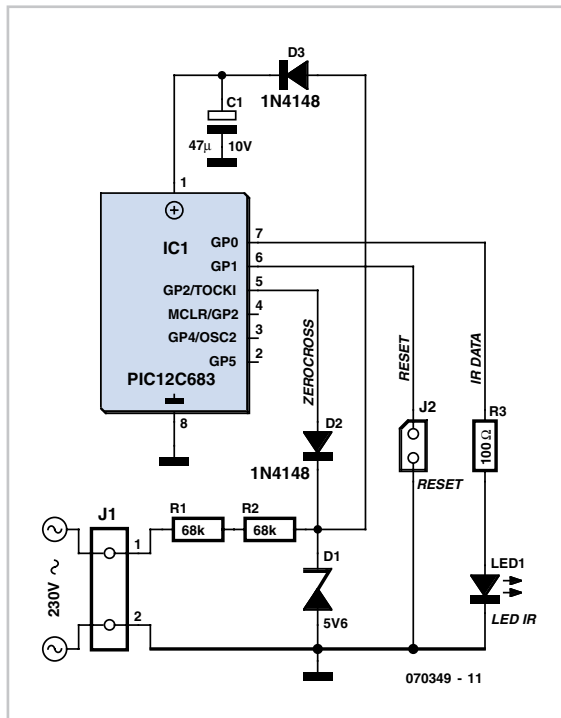 D3
1N4148
C1
47µ 10V
1
IC1
GP0 7
GP1 6
GP2/TOCKI 5
MCLR/GP2 4
GP4/OSC2 3
GP5 2
PIC12C683
8
ZEROCROSS
RESET
IR DATA
J2
RESET
R3
100 Ω
D2
1N4148
J1
R1
68k
R2
68k
1
2
230V ~
D1
5V6
LED1
LED IR
070349 - 11